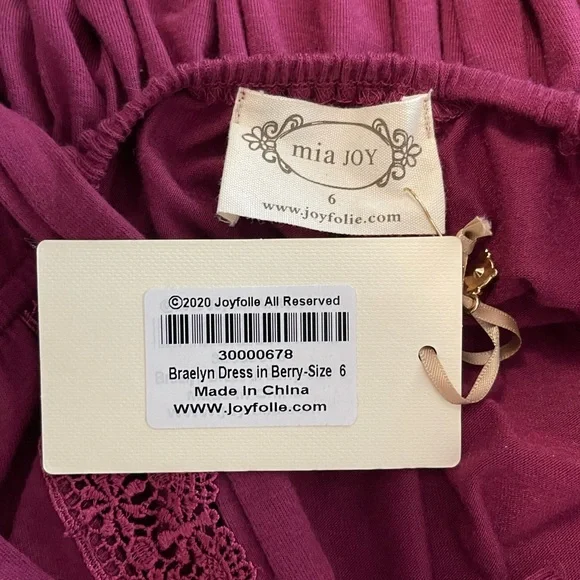 mia JOY
6
www.joyfolie.com
©2020 Joyfolle All Reserved
30000678
Braelyn Dress in Berry-Size 6
Made In China
www.joyfolie.com